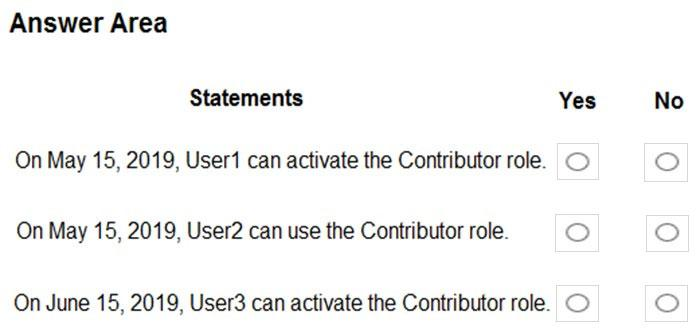 Answer Area
Statements Yes No
On May 15, 2019, User1 can activate the Contributor role.
On May 15, 2019, User2 can use the Contributor role.
On June 15, 2019, User3 can activate the Contributor role.